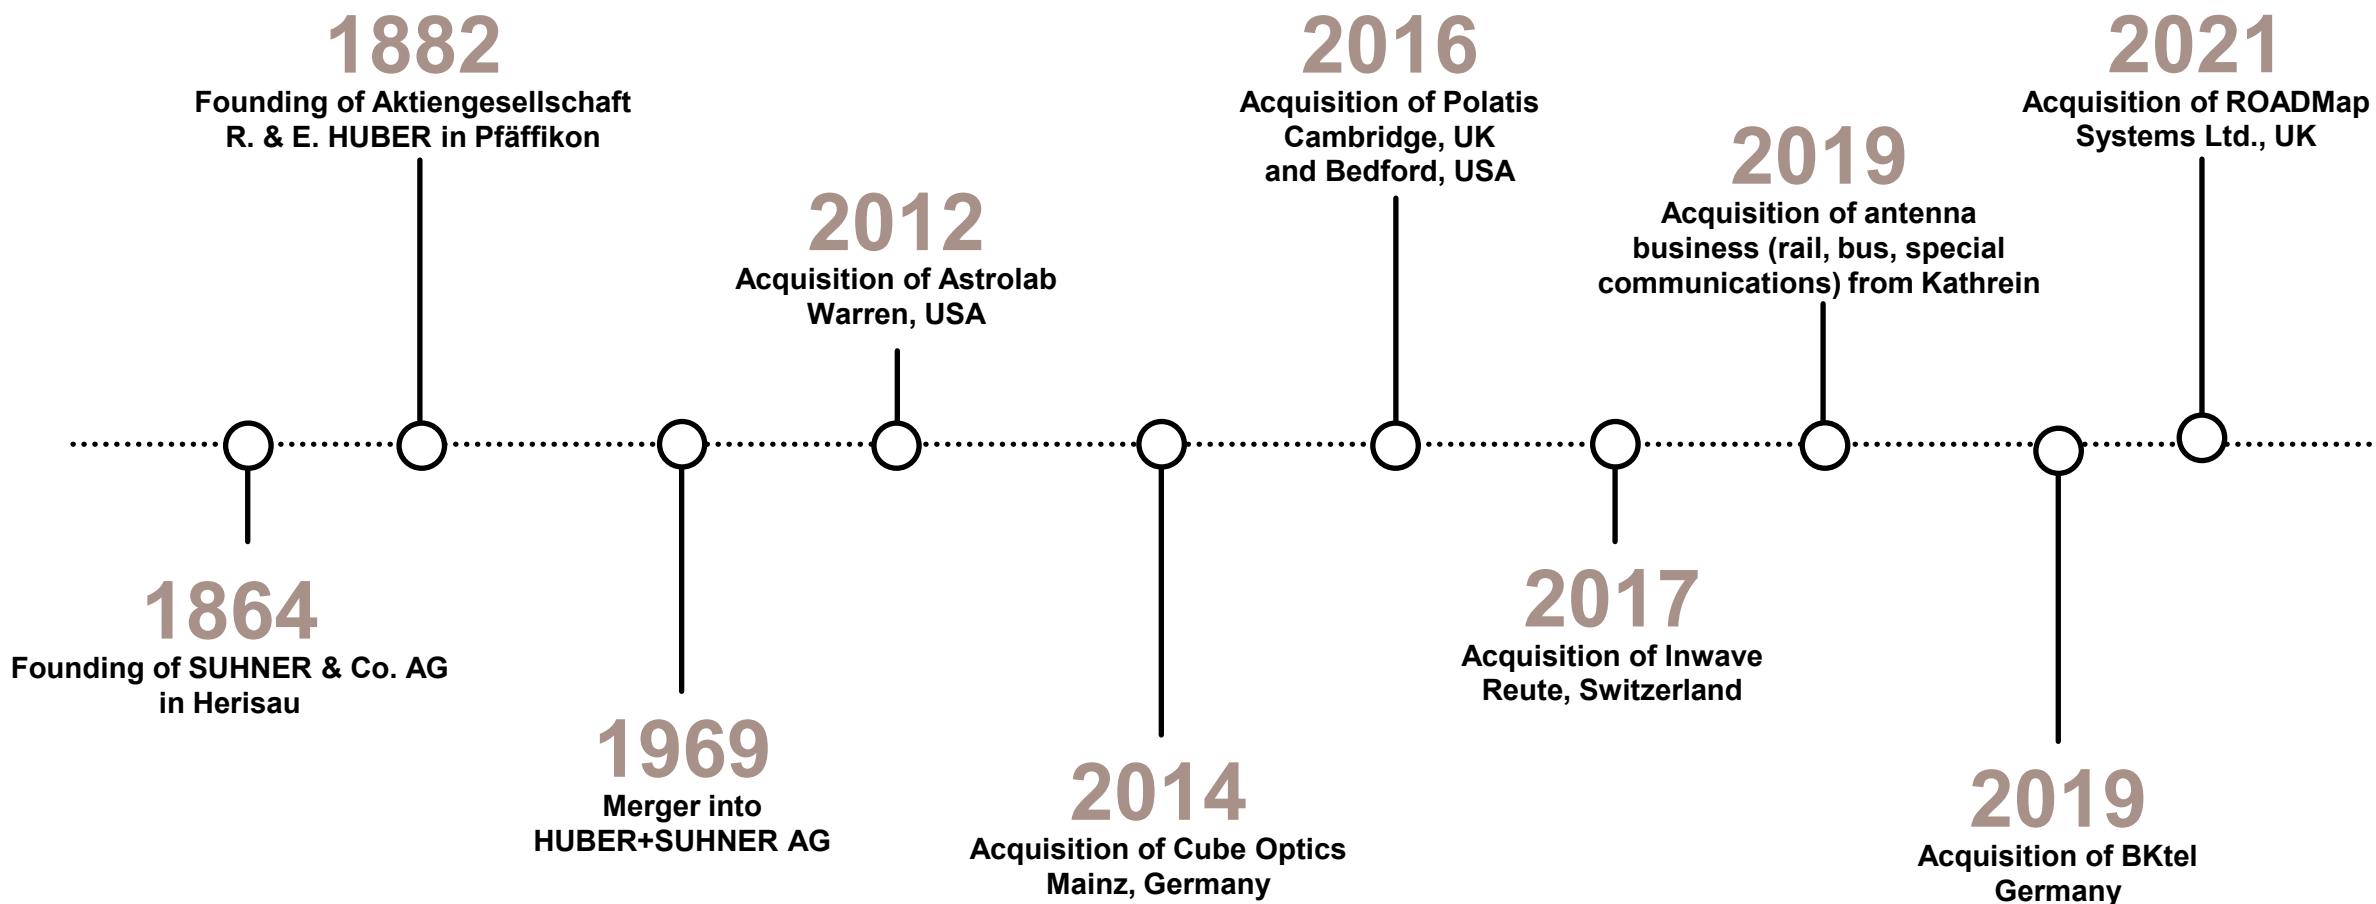 1882
Founding of Aktiengesellschaft
R. & E. HUBER in Pfäffikon
2016
Acquisition of Polatis
Cambridge, UK
and Bedford, USA
2021
Acquisition of ROADMap
Systems Ltd., UK
2019
Acquisition of antenna
business (rail, bus, special
communications) from Kathrein
2012
Acquisition of Astrolab
Warren, USA
1864
Founding of SUHNER & Co. AG
in Herisau
1969
Merger into
HUBER+SUHNER AG
2014
Acquisition of Cube Optics
Mainz, Germany
2017
Acquisition of Inwave
Reute, Switzerland
2019
Acquisition of BKtel
Germany